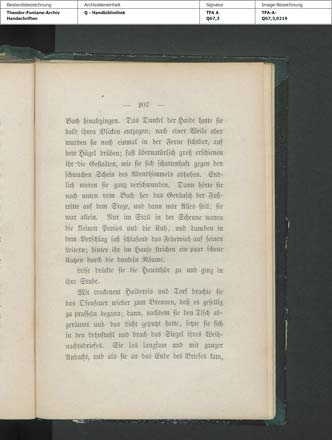 Bestandsbezeichnung Archivalieneinheit Signatur Image-Bezeichnung
Theodor-Fontane-Archiv Q - Handbibliothek TFA A TFA-A-
Handschriften Q67,3 Q67,3,0219
— 207 —
Bach hinabgingen. Das Dunkel der Haide hatte sie
bald ihren Blicken entzogen; nach einer Weile aber
wurden sie noch einmal in der Ferne sichtbar, auf
dem Hügel drüben; fast übernatürlich groß erschienen
ihr die Gestalten, wie sie sich schattenhaft gegen den
schwachen Schein des Abendhimmels abhoben. End-
lich waren sie ganz verschwunden. Dann hörte sie
noch unten vom Bach her das Geräusch der Fuß-
tritte auf dem Stege, und dann war Alles still; sie
war allein. Nur im Stall in der Scheune waren
die kleinen Ponies und die Kuh, und daneben in
dem Verschlag saß schlafend das Federvieh auf seinen
Leitern; hinter ihr im Hause strichen ein paar scheue
Katzen durch die dunkeln Räume.
Leise drückte sie die Hausthür zu und ging in
ihre Stube.
Mit trockenem Haidereis und Torf brachte sie
das Ofenfeuer wieder zum Brennen, daß es gesellig
zu prasseln begann; dann, nachdem sie den Tisch ab-
geräumt und das Licht geputzt hatte, setzte sie sich
in den Lehnstuhl und brach das Siegel ihres Weih-
nachtsbriefes. Sie las langsam und mit ganzer
Andacht, und als sie an das Ende des Briefes kam,